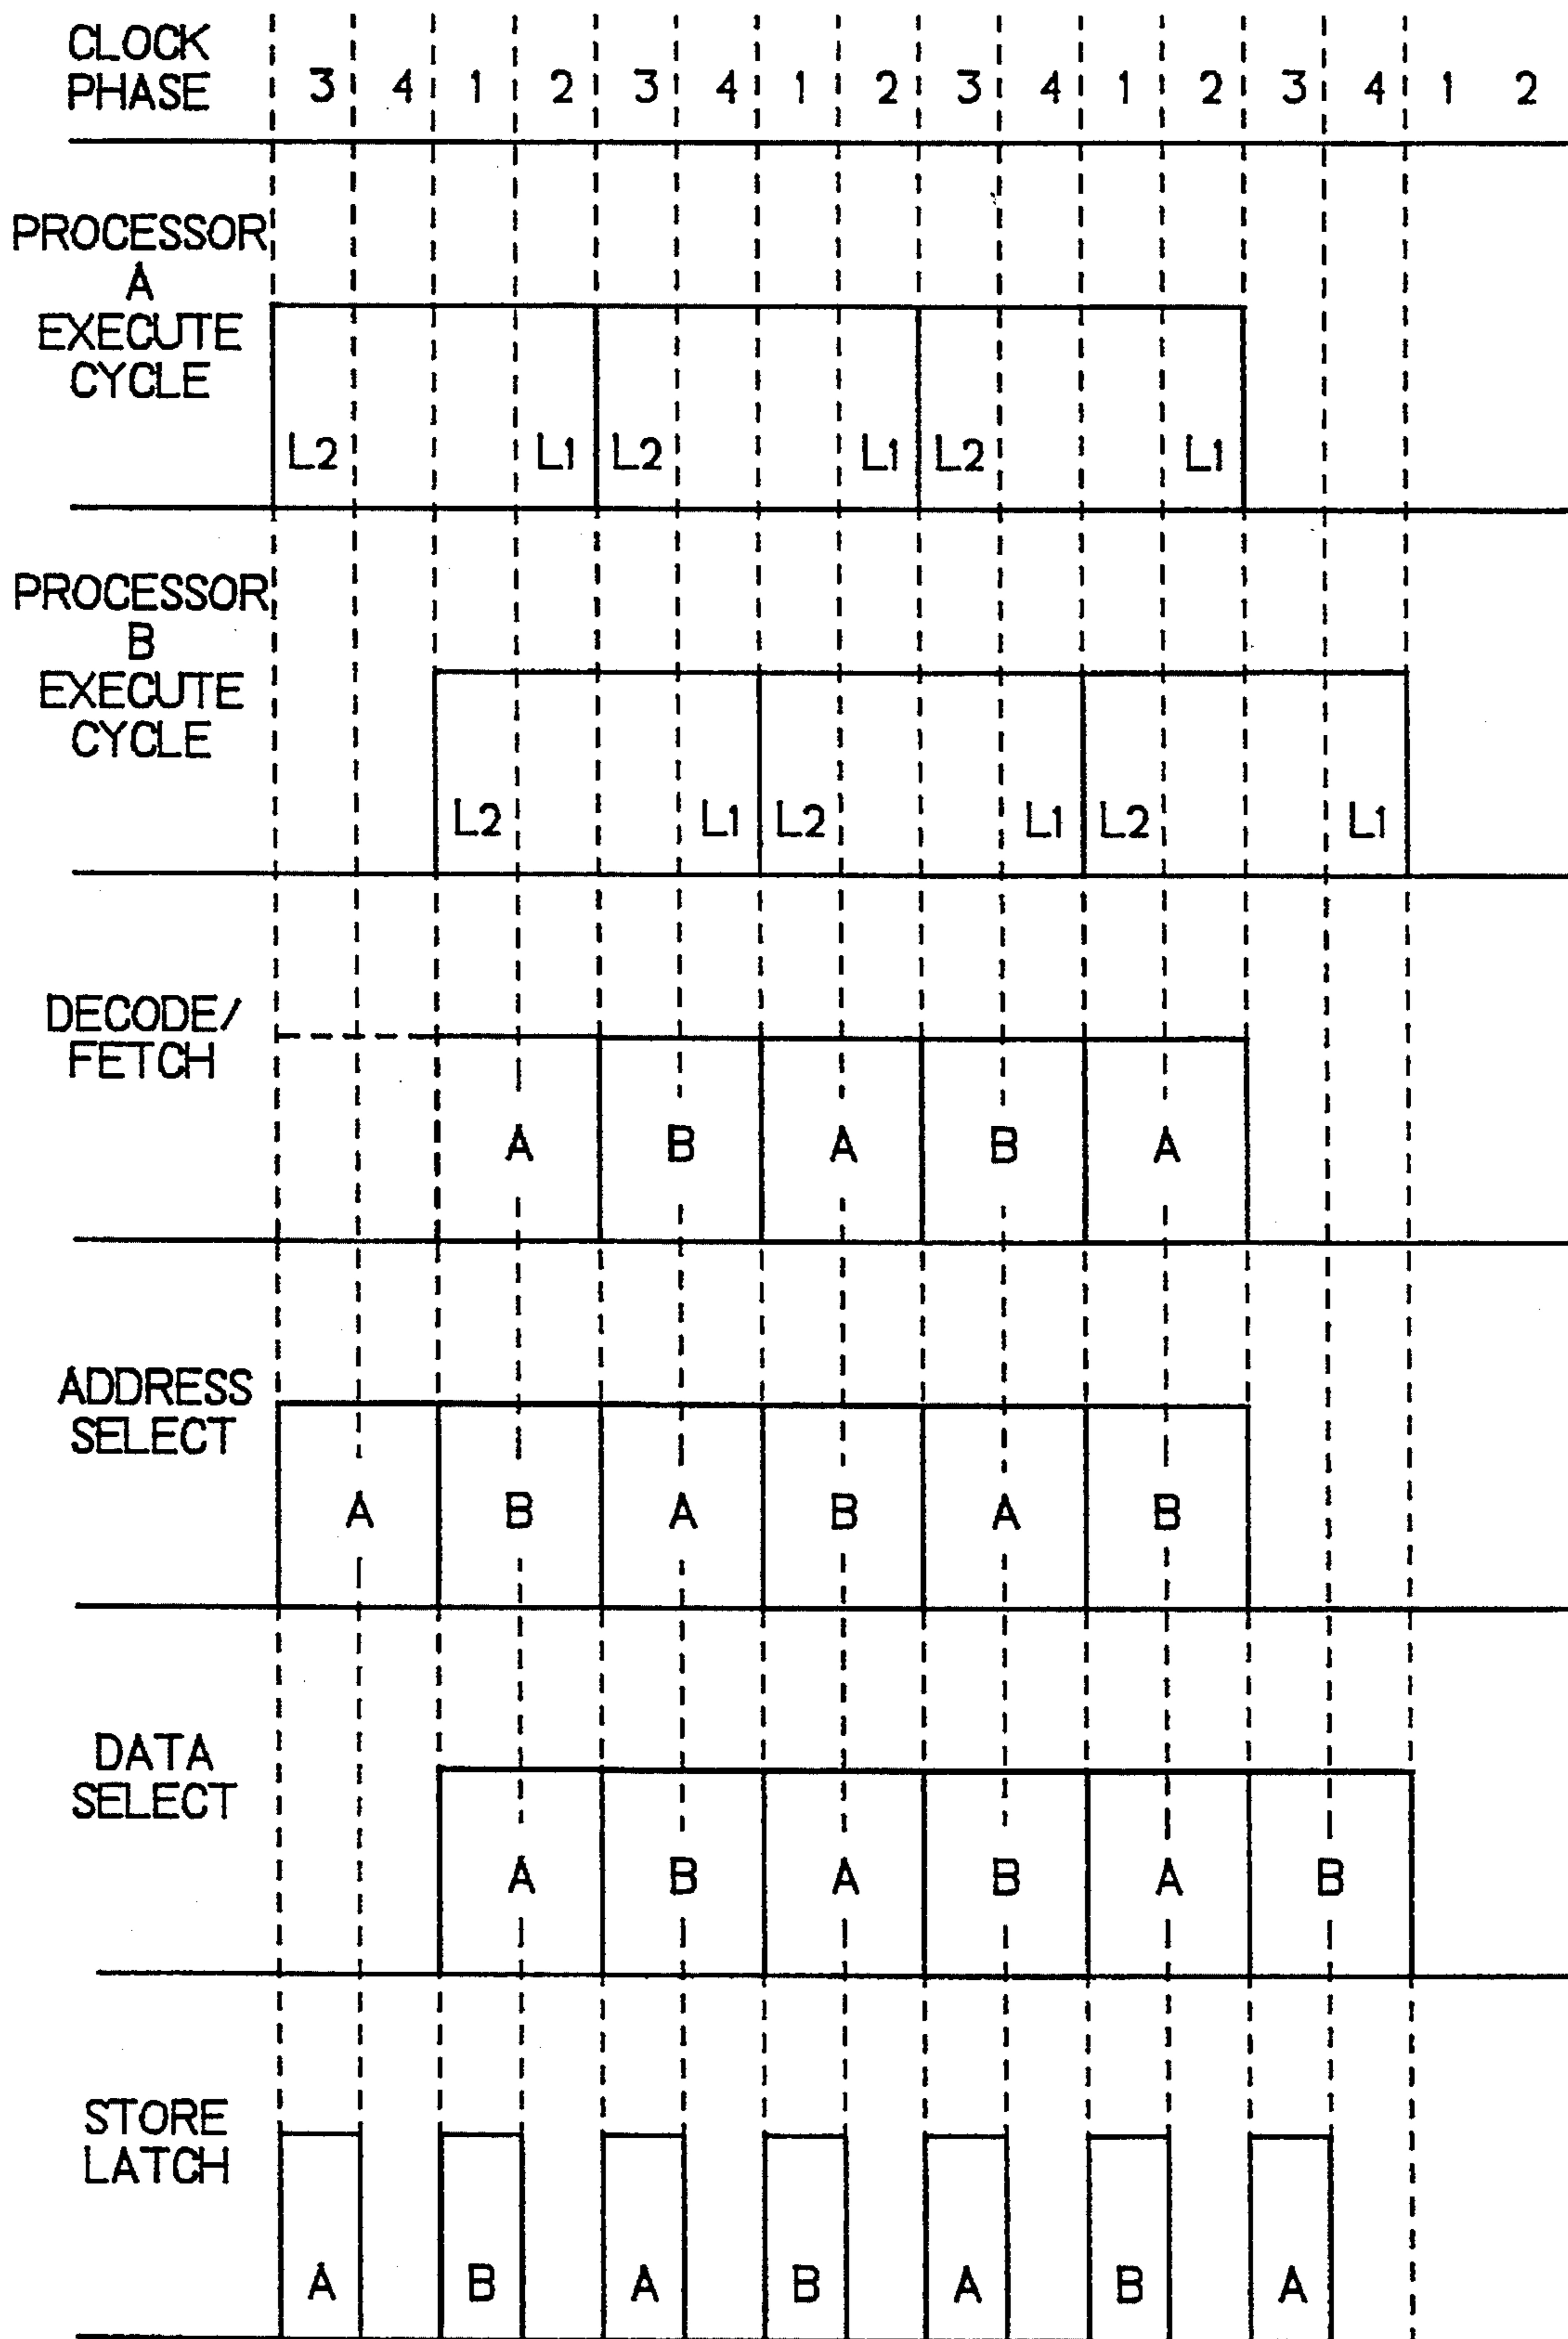 CLOCK
PHASE 3 4 1 2 3 4 1 2 3 4 1 2 3 4 1 2
PROCESSOR
A
EXECUTE
CYCLE
L2 L1 L2 L1 L2 L1
PROCESSOR
B
EXECUTE
CYCLE
L2 L1 L2 L1 L2 L1
DECODE/
FETCH
A B A B A
ADDRESS
SELECT
A B A B A B
DATA
SELECT
A B A B A B
STORE
LATCH
A B A B A B A